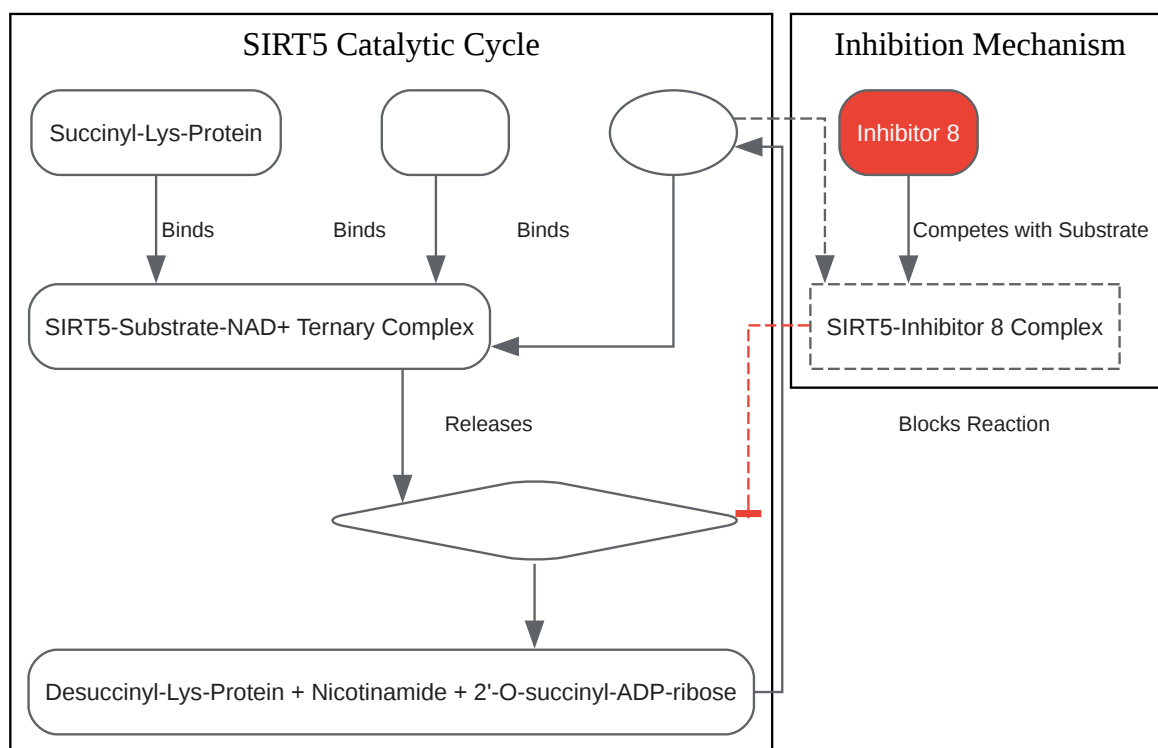 SIRT5 Catalytic Cycle
Inhibition Mechanism
Succinyl-Lys-Protein
Inhibitor 8
Binds
Binds
Binds
Competes with Substrate
SIRT5-Substrate-NAD+ Ternary Complex
SIRT5-Inhibitor 8 Complex
Releases
Blocks Reaction
Desuccinyl-Lys-Protein + Nicotinamide + 2'-O-succinyl-ADP-ribose